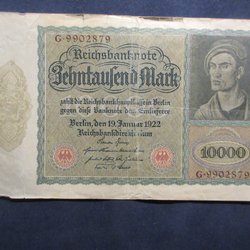 G·9902879
Reichsbanknote
Zehntausend Mark
zahlt die Reichsbankhauptkasse in Berlin
gegen diese Banknote dem Einlieferer
Berlin, den 19. Januar 1922
Reichsbankdirektorium
10000
G·9902879